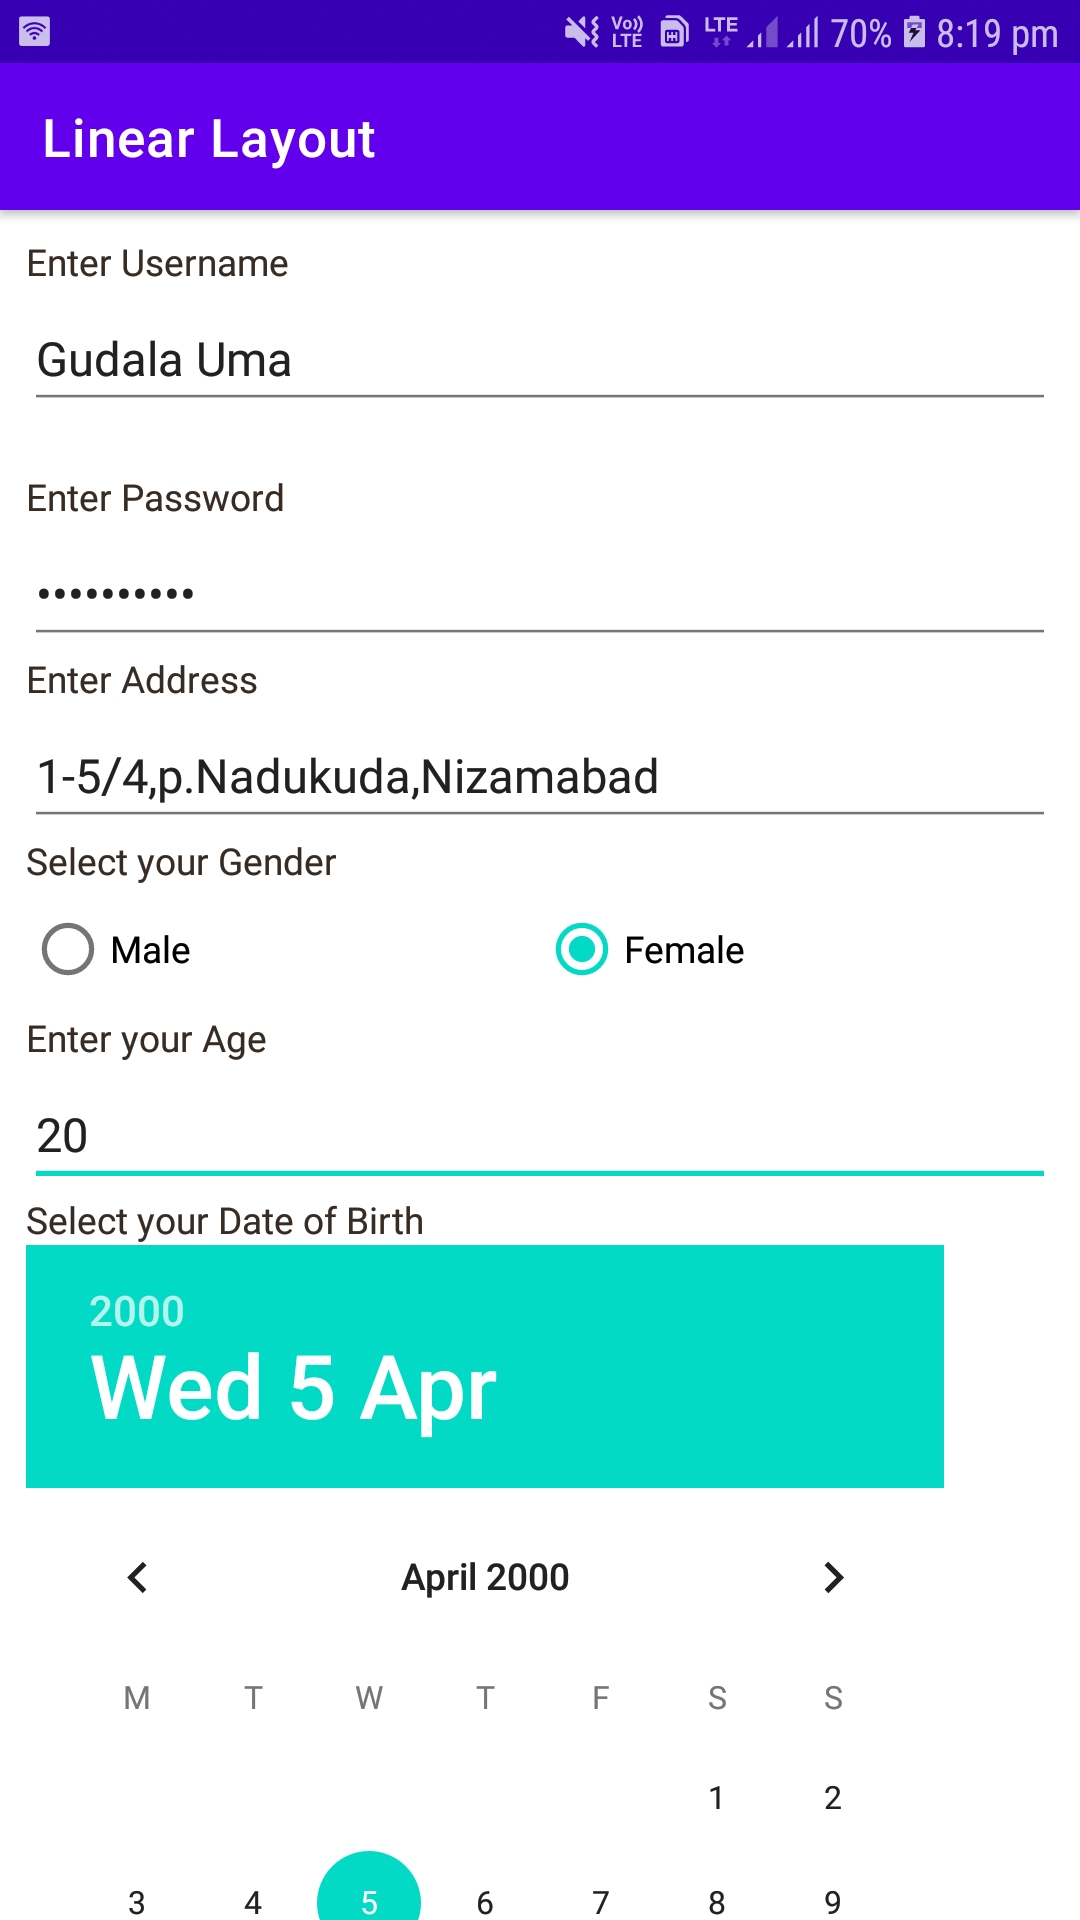 Vo)) LTE LTE 70% 8:19 pm
Linear Layout
Enter Username
Gudala Uma
Enter Password
••••••••••
Enter Address
1-5/4,p.Nadukuda,Nizamabad
Select your Gender
Male Female
Enter your Age
20
Select your Date of Birth
2000
Wed 5 Apr
April 2000
M T W T F S S
1 2
3 4 5 6 7 8 9